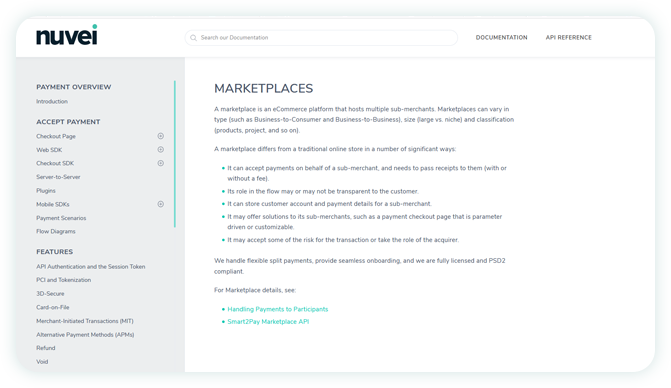 nuvei
Search our Documentation
DOCUMENTATION
API REFERENCE
PAYMENT OVERVIEW
Introduction
ACCEPT PAYMENT
Checkout Page
Web SDK
Checkout SDK
Server-to-Server
Plugins
Mobile SDKs
Payment Scenarios
Flow Diagrams
FEATURES
API Authentication and the Session Token
PCI and Tokenization
3D-Secure
Card-on-File
Merchant-Initiated Transactions (MIT)
Alternative Payment Methods (APMs)
Refund
Void
MARKETPLACES
A marketplace is an eCommerce platform that hosts multiple sub-merchants. Marketplaces can vary in
type (such as Business-to-Consumer and Business-to-Business), size (large vs. niche) and classification
(products, project, and so on).
A marketplace differs from a traditional online store in a number of significant ways:
It can accept payments on behalf of a sub-merchant, and needs to pass receipts to them (with or
without a fee).
Its role in the flow may or may not be transparent to the customer.
It can store customer account and payment details for a sub-merchant.
It may offer solutions to its sub-merchants, such as a payment checkout page that is parameter
driven or customizable.
It may accept some of the risk for the transaction or take the role of the acquirer.
We handle flexible split payments, provide seamless onboarding, and we are fully licensed and PSD2
compliant.
For Marketplace details, see:
Handling Payments to Participants
Smart2Pay Marketplace API